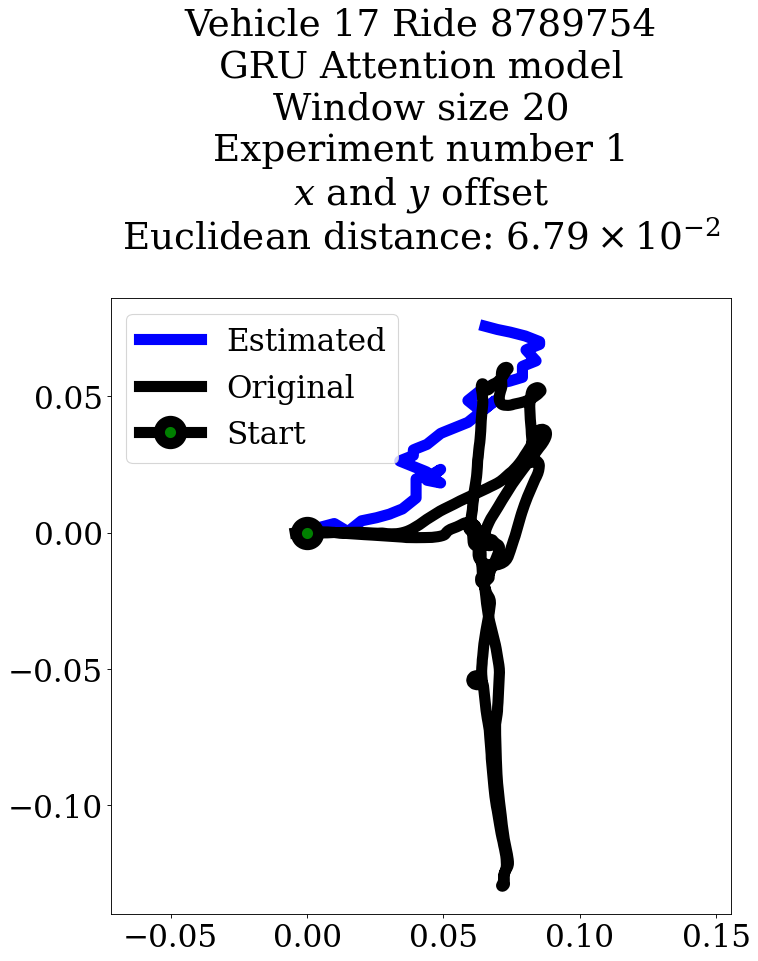 Vehicle 17 Ride 8789754
GRU Attention model
Window size 20
Experiment number 1
x and y offset
Euclidean distance: 6.79 × 10⁻²
Estimated
Original
Start
0.05
0.00
−0.05
−0.10
−0.05 0.00 0.05 0.10 0.15